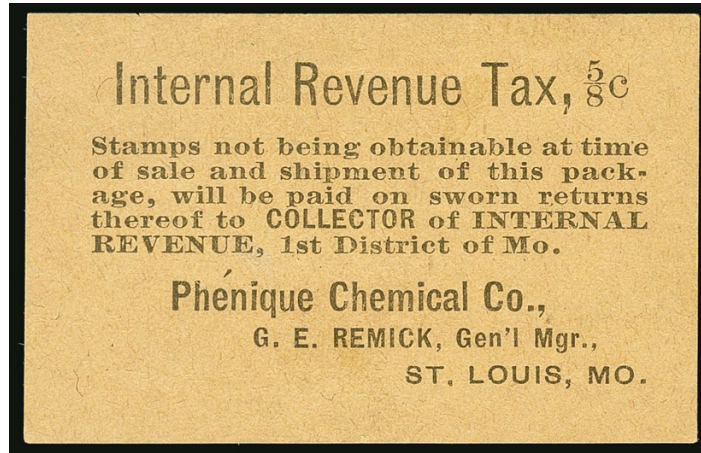 Internal Revenue Tax, ⅝c
Stamps not being obtainable at time
of sale and shipment of this pack-
age, will be paid on sworn returns
thereof to COLLECTOR of INTERNAL
REVENUE, 1st District of Mo.
Phénique Chemical Co.,
G. E. REMICK, Gen'l Mgr.,
ST. LOUIS, MO.